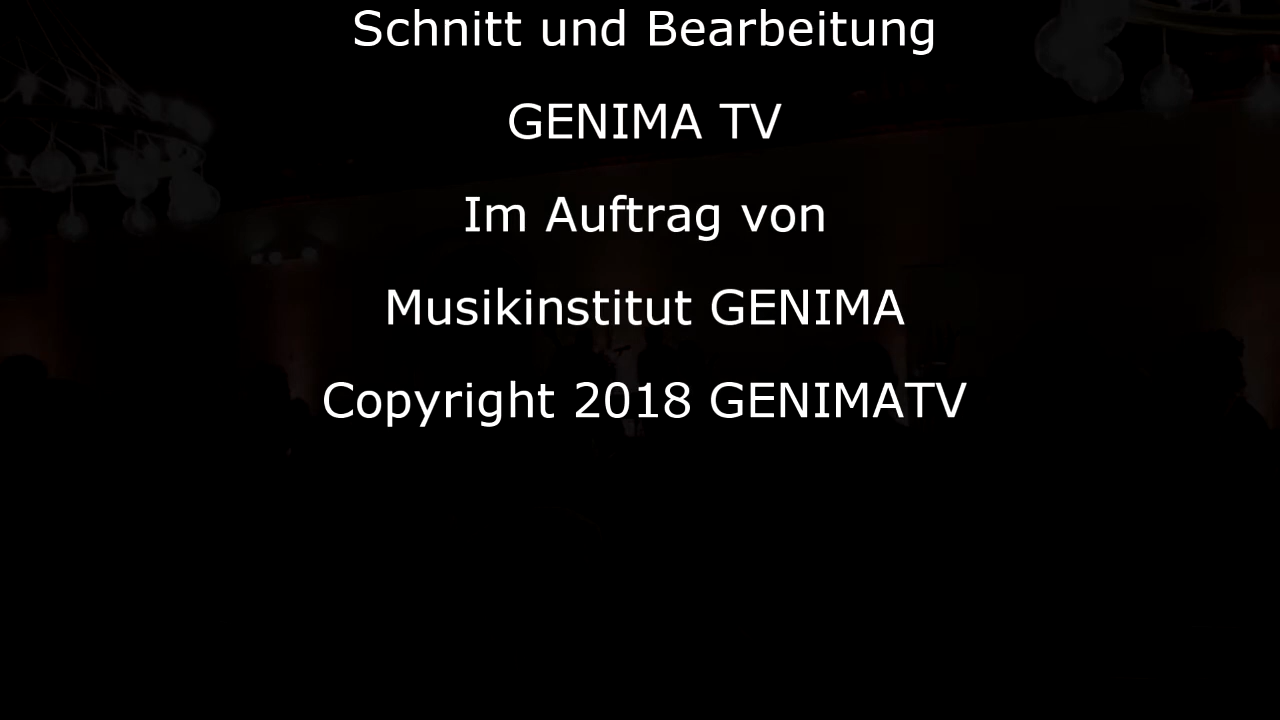 Schnitt und Bearbeitung
GENIMA TV
Im Auftrag von
Musikinstitut GENIMA
Copyright 2018 GENIMATV